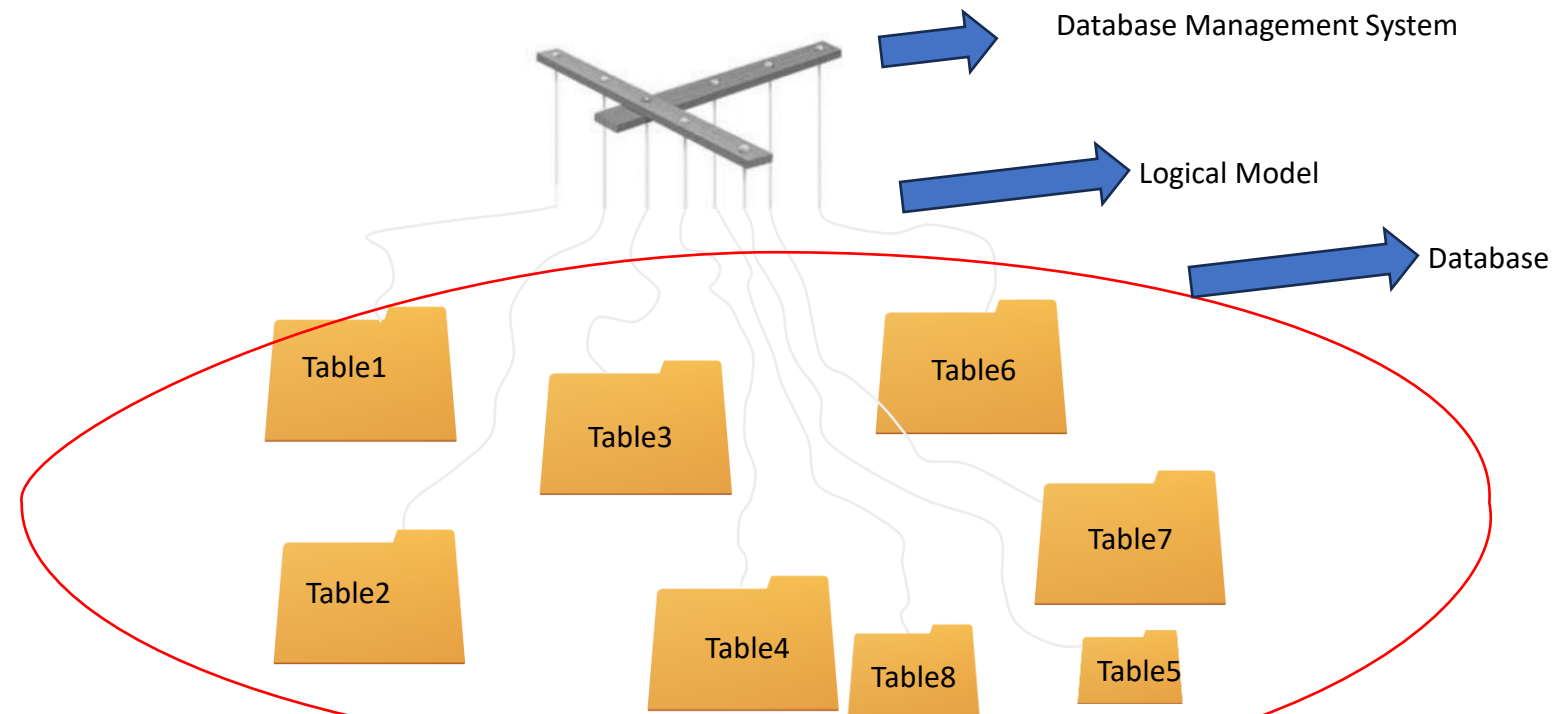 Database Management System
Logical Model
Database
Table1
Table6
Table3
Table7
Table2
Table4
Table8
Table5